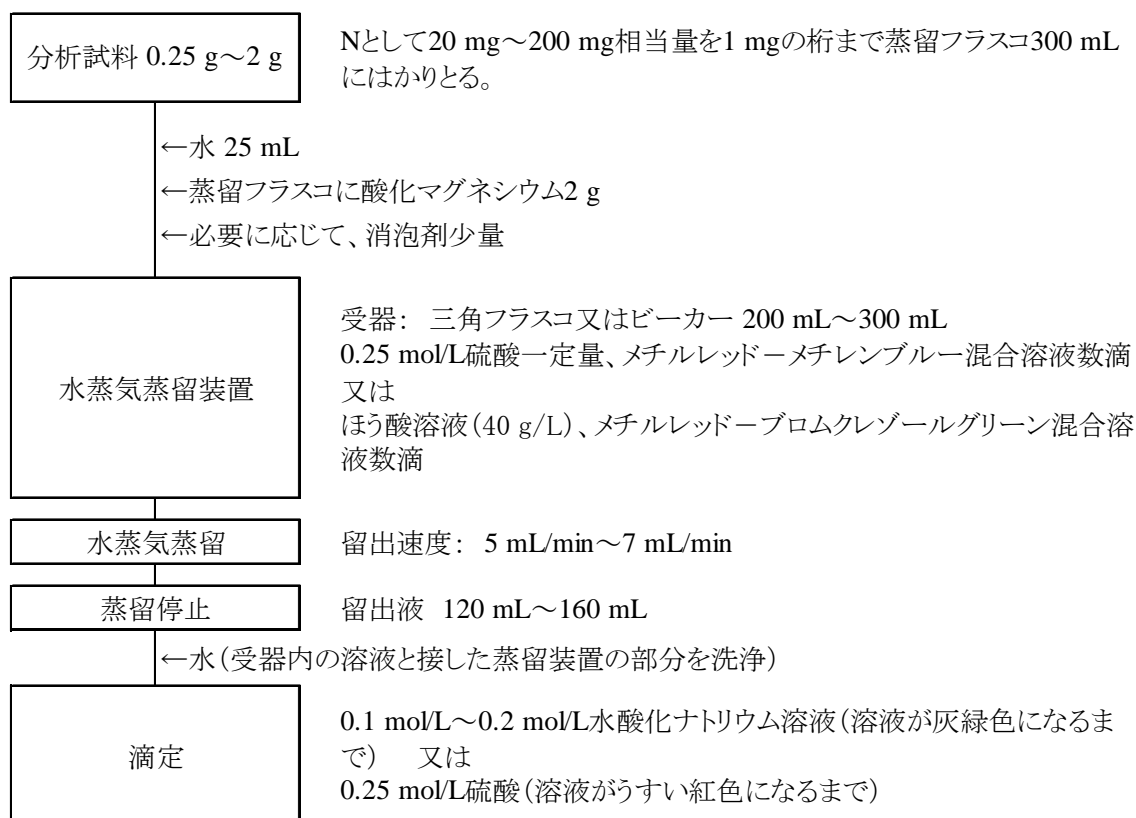 分析試料 0.25 g～2 g
Nとして20 mg～200 mg相当量を1 mgの桁まで蒸留フラスコ300 mL
にはかりとる。
←水 25 mL
←蒸留フラスコに酸化マグネシウム2 g
←必要に応じて、消泡剤少量
水蒸気蒸留装置
受器： 三角フラスコ又はビーカー 200 mL～300 mL
0.25 mol/L硫酸一定量、メチルレッド－メチレンブルー混合溶液数滴
又は
ほう酸溶液（40 g/L）、メチルレッド－ブロムクレゾールグリーン混合溶
液数滴
水蒸気蒸留
留出速度： 5 mL/min～7 mL/min
蒸留停止
留出液 120 mL～160 mL
←水（受器内の溶液と接した蒸留装置の部分を洗浄）
滴定
0.1 mol/L～0.2 mol/L水酸化ナトリウム溶液（溶液が灰緑色になるま
で） 又は
0.25 mol/L硫酸（溶液がうすい紅色になるまで）